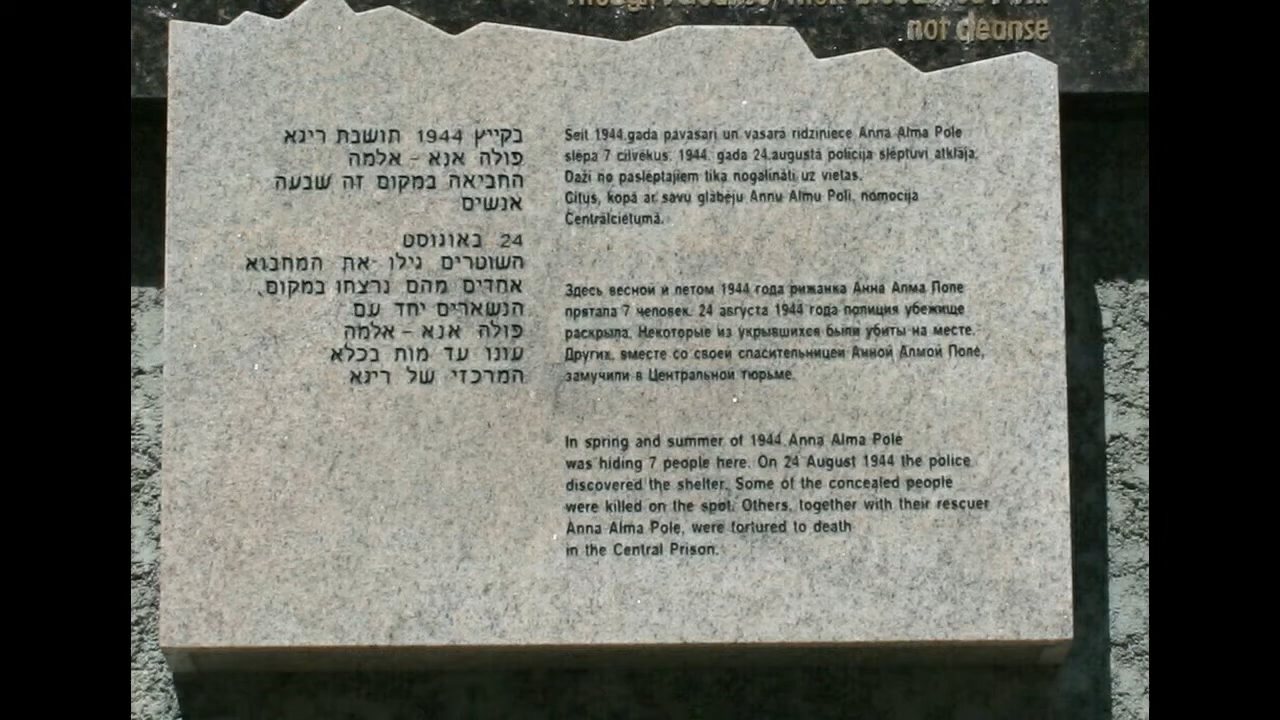 not cleanse
בקייץ 1944 תושבת ריגא
פולה אנא – אלמה
החביאה במקום זה שבעה
אנשים
24 באוגוסט
השוטרים גילו את המחבוא
אחדים מהם נרצחו במקום.
הנשארים יחד עם
פולה אנא – אלמה
עונו עד מות בכלא
המרכזי של ריגא
Šeit 1944.gada pavasarī un vasarā rīdziniece Anna Alma Pole
slēpa 7 cilvēkus. 1944. gada 24.augustā policija slēptuvi atklāja.
Daži no paslēptajiem tika nogalināti uz vietas.
Citus, kopā ar savu glābēju Annu Almu Poli, nomocīja
Centrālcietumā.
Здесь весной и летом 1944 года рижанка Анна Алма Поле
прятала 7 человек. 24 августа 1944 года полиция убежище
раскрыла. Некоторые из укрывшихся были убиты на месте.
Других, вместе со своей спасительницей Анной Алмой Поле,
замучили в Центральной тюрьме.
In spring and summer of 1944 Anna Alma Pole
was hiding 7 people here. On 24 August 1944 the police
discovered the shelter. Some of the concealed people
were killed on the spot. Others, together with their rescuer
Anna Alma Pole, were tortured to death
in the Central Prison.